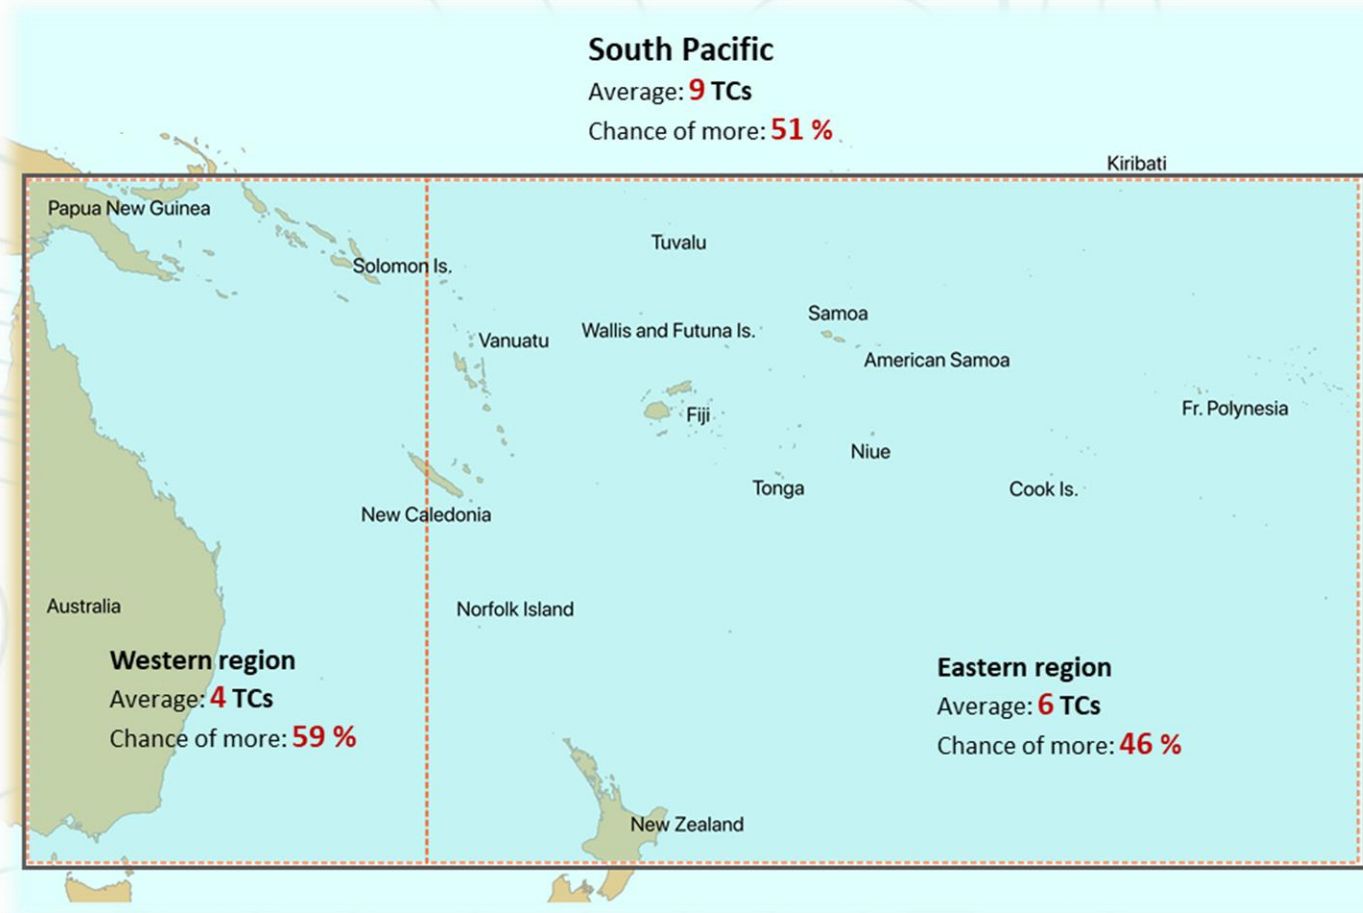 South Pacific
Average: 9 TCs
Chance of more: 51 %
Kiribati
Papua New Guinea
Tuvalu
Solomon Is.
Samoa
Wallis and Futuna Is.
Vanuatu
American Samoa
Fr. Polynesia
Fiji
Niue
Tonga
Cook Is.
New Caledonia
Australia
Norfolk Island
Western region
Average: 4 TCs
Chance of more: 59 %
Eastern region
Average: 6 TCs
Chance of more: 46 %
New Zealand